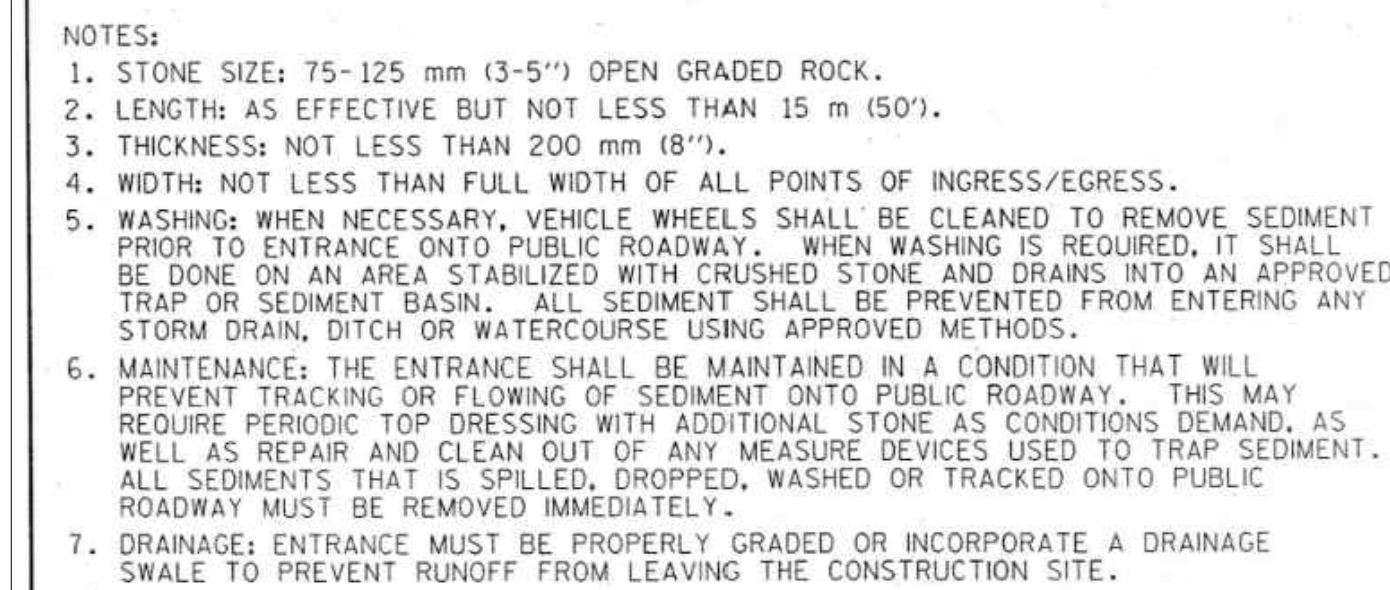 NOTES:
1. STONE SIZE: 75-125 mm (3-5'') OPEN GRADED ROCK.
2. LENGTH: AS EFFECTIVE BUT NOT LESS THAN 15 m (50').
3. THICKNESS: NOT LESS THAN 200 mm (8'').
4. WIDTH: NOT LESS THAN FULL WIDTH OF ALL POINTS OF INGRESS/EGRESS.
5. WASHING: WHEN NECESSARY, VEHICLE WHEELS SHALL BE CLEANED TO REMOVE SEDIMENT
PRIOR TO ENTRANCE ONTO PUBLIC ROADWAY. WHEN WASHING IS REQUIRED, IT SHALL
BE DONE ON AN AREA STABILIZED WITH CRUSHED STONE AND DRAINS INTO AN APPROVED
TRAP OR SEDIMENT BASIN. ALL SEDIMENT SHALL BE PREVENTED FROM ENTERING ANY
STORM DRAIN, DITCH OR WATERCOURSE USING APPROVED METHODS.
6. MAINTENANCE: THE ENTRANCE SHALL BE MAINTAINED IN A CONDITION THAT WILL
PREVENT TRACKING OR FLOWING OF SEDIMENT ONTO PUBLIC ROADWAY. THIS MAY
REQUIRE PERIODIC TOP DRESSING WITH ADDITIONAL STONE AS CONDITIONS DEMAND, AS
WELL AS REPAIR AND CLEAN OUT OF ANY MEASURE DEVICES USED TO TRAP SEDIMENT.
ALL SEDIMENTS THAT IS SPILLED, DROPPED, WASHED OR TRACKED ONTO PUBLIC
ROADWAY MUST BE REMOVED IMMEDIATELY.
7. DRAINAGE: ENTRANCE MUST BE PROPERLY GRADED OR INCORPORATE A DRAINAGE
SWALE TO PREVENT RUNOFF FROM LEAVING THE CONSTRUCTION SITE.